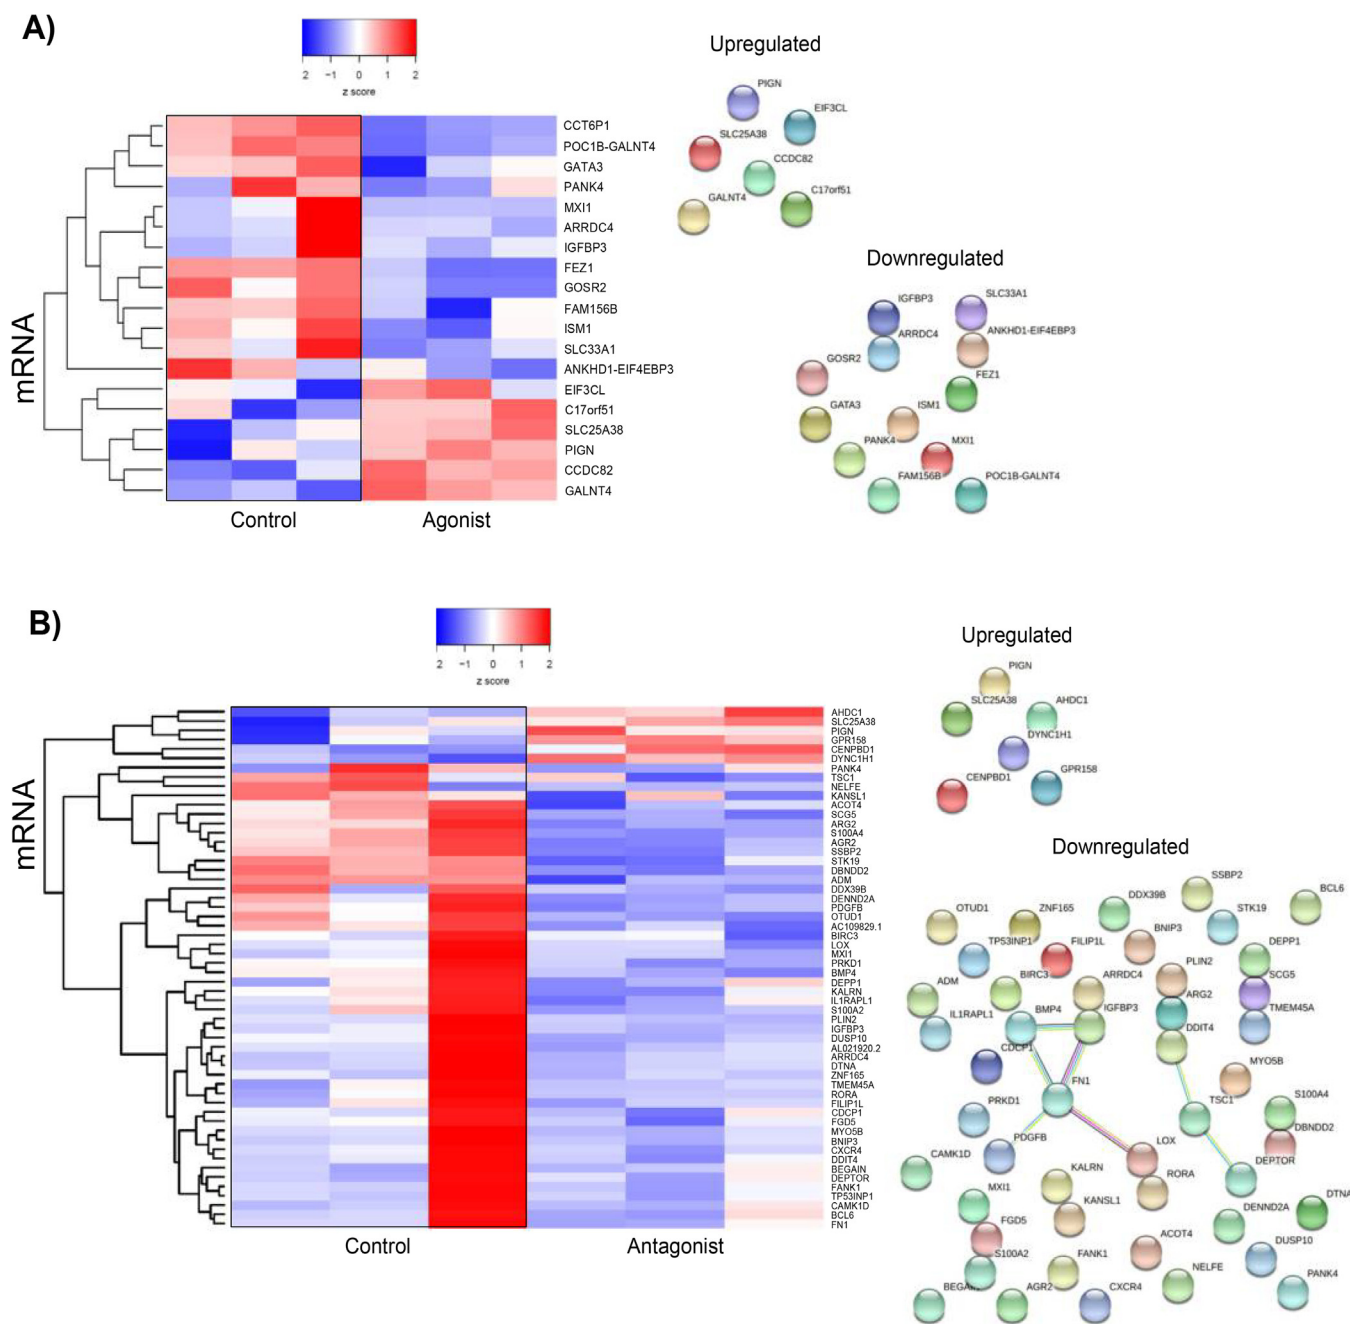 A)
2 −1 0 1 2
z score
mRNA
CCT6P1
POC1B-GALNT4
GATA3
PANK4
MXI1
ARRDC4
IGFBP3
FEZ1
GOSR2
FAM156B
ISM1
SLC33A1
ANKHD1-EIF4EBP3
EIF3CL
C17orf51
SLC25A38
PIGN
CCDC82
GALNT4
Control Agonist
Upregulated
PIGN
EIF3CL
SLC25A38
CCDC82
C17orf51
GALNT4
Downregulated
IGFBP3
SLC33A1
ARRDC4
ANKHD1-EIF4EBP3
GOSR2
FEZ1
GATA3
ISM1
PANK4
MXI1
FAM156B
POC1B-GALNT4
B)
2 −1 0 1 2
z score
mRNA
AHDC1
SLC25A38
PIGN
GPR158
CENPBD1
DYNC1H1
PANK4
TSC1
NELFE
KANSL1
ACOT4
SCG5
ARG2
S100A4
AGR2
SSBP2
STK19
DBNDD2
ADM
DDX39B
DENND2A
PDGFB
OTUD1
AC109829.1
BIRC3
LOX
MXI1
PRKD1
BMP4
DEPP1
KALRN
IL1RAPL1
S100A2
PLIN2
IGFBP3
DUSP10
AL021920.2
ARRDC4
DTNA
ZNF165
TMEM45A
RORA
FILIP1L
CDCP1
FGD5
MYO5B
BNIP3
CXCR4
DDIT4
BEGAIN
DEPTOR
FANK1
TP53INP1
CAMK1D
BCL6
FN1
Control Antagonist
Upregulated
PIGN
SLC25A38
AHDC1
DYNC1H1
CENPBD1
GPR158
Downregulated
SSBP2
BCL6
DDX39B
OTUD1
ZNF165
STK19
BNIP3
TP53INP1
FILIP1L
DEPP1
PLIN2
ADM
BIRC3
ARRDC4
SCG5
ARG2
IL1RAPL1
BMP4
IGFBP3
TMEM45A
DDIT4
CDCP1
MYO5B
FN1
PRKD1
TSC1
S100A4
DBNDD2
PDGFB
LOX
CAMK1D
KALRN
RORA
DEPTOR
MXI1
KANSL1
DTNA
DENND2A
FGD5
ACOT4
DUSP10
S100A2
FANK1
NELFE
PANK4
BEGAIN
AGR2
CXCR4